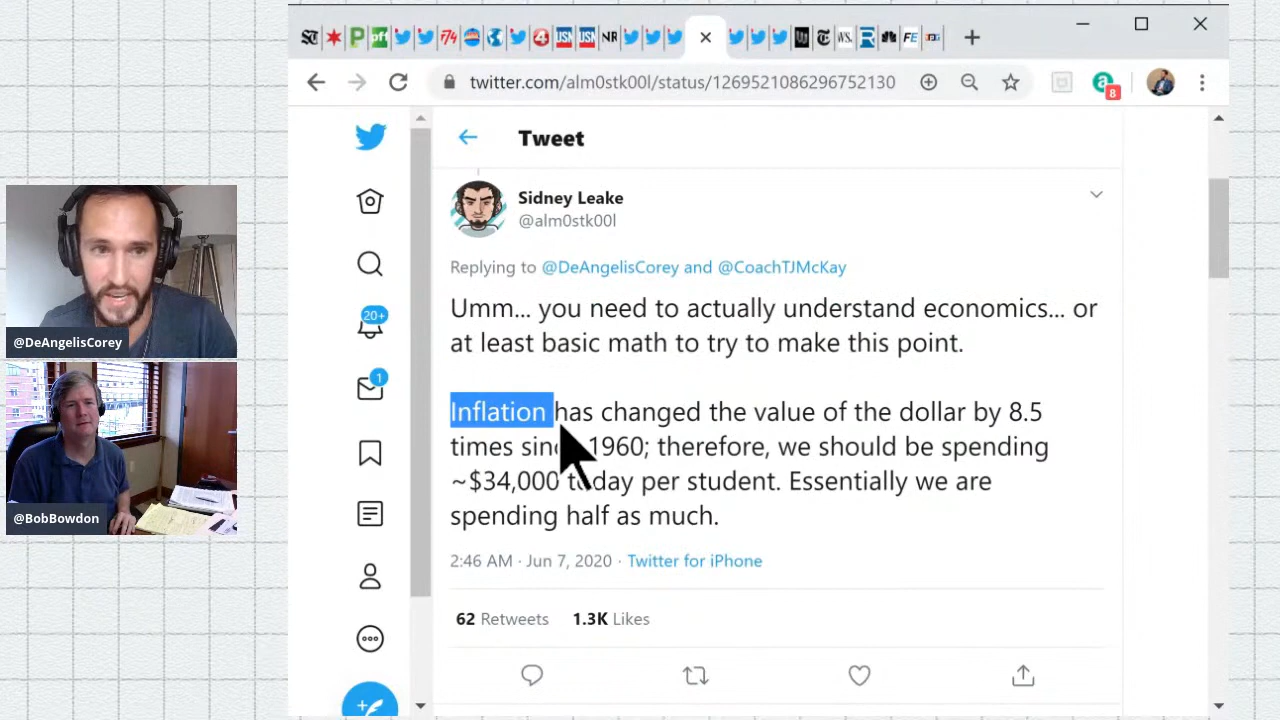 twitter.com/alm0stk00l/status/1269521086296752130
8
Tweet
Sidney Leake
@alm0stk00l
Replying to @DeAngelisCorey and @CoachTJMcKay
Umm... you need to actually understand economics... or
at least basic math to try to make this point.
Inflation has changed the value of the dollar by 8.5
times since 1960; therefore, we should be spending
~$34,000 today per student. Essentially we are
spending half as much.
2:46 AM · Jun 7, 2020 · Twitter for iPhone
62 Retweets 1.3K Likes
20+
1
@DeAngelisCorey
@BobBowdon